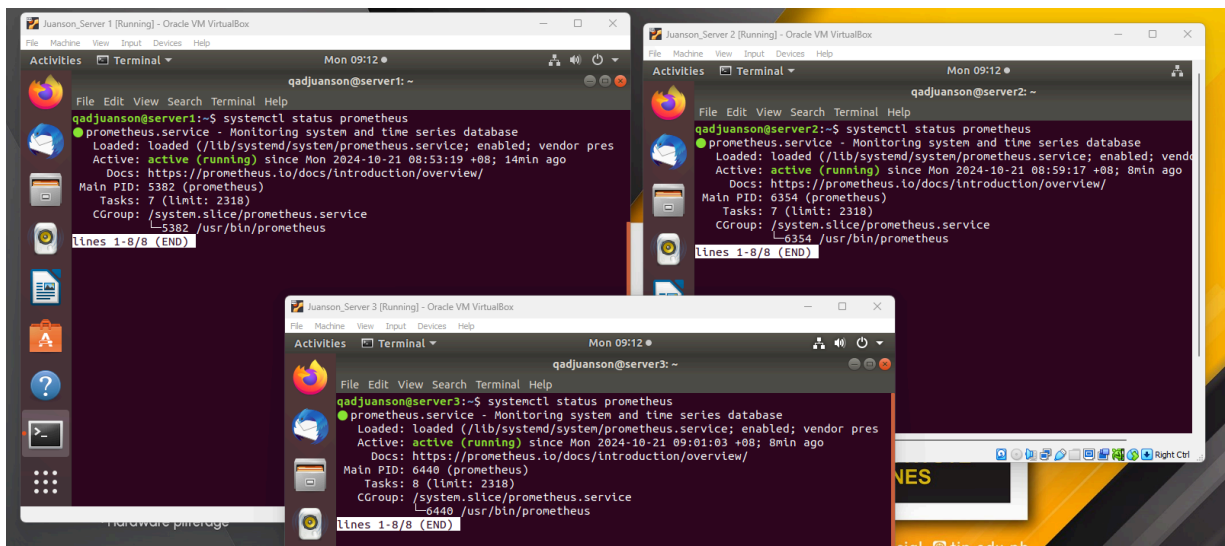 Juanson_Server 1 [Running] - Oracle VM VirtualBox
File Machine View Input Devices Help
Activities Terminal Mon 09:12
qadjuanson@server1: ~
File Edit View Search Terminal Help
qadjuanson@server1:~$ systemctl status prometheus
● prometheus.service - Monitoring system and time series database
Loaded: loaded (/lib/systemd/system/prometheus.service; enabled; vendor pres
Active: active (running) since Mon 2024-10-21 08:53:19 +08; 14min ago
Docs: https://prometheus.io/docs/introduction/overview/
Main PID: 5382 (prometheus)
Tasks: 7 (limit: 2318)
CGroup: /system.slice/prometheus.service
└─5382 /usr/bin/prometheus
lines 1-8/8 (END)
Juanson_Server 2 [Running] - Oracle VM VirtualBox
File Machine View Input Devices Help
Activities Terminal Mon 09:12
qadjuanson@server2: ~
File Edit View Search Terminal Help
qadjuanson@server2:~$ systemctl status prometheus
● prometheus.service - Monitoring system and time series database
Loaded: loaded (/lib/systemd/system/prometheus.service; enabled; vend
Active: active (running) since Mon 2024-10-21 08:59:17 +08; 8min ago
Docs: https://prometheus.io/docs/introduction/overview/
Main PID: 6354 (prometheus)
Tasks: 7 (limit: 2318)
CGroup: /system.slice/prometheus.service
└─6354 /usr/bin/prometheus
lines 1-8/8 (END)
Right Ctrl
Juanson_Server 3 [Running] - Oracle VM VirtualBox
File Machine View Input Devices Help
Activities Terminal Mon 09:12
qadjuanson@server3: ~
File Edit View Search Terminal Help
qadjuanson@server3:~$ systemctl status prometheus
● prometheus.service - Monitoring system and time series database
Loaded: loaded (/lib/systemd/system/prometheus.service; enabled; vendor pres
Active: active (running) since Mon 2024-10-21 09:01:03 +08; 8min ago
Docs: https://prometheus.io/docs/introduction/overview/
Main PID: 6440 (prometheus)
Tasks: 8 (limit: 2318)
CGroup: /system.slice/prometheus.service
└─6440 /usr/bin/prometheus
lines 1-8/8 (END)
NES
Hardware pilferage